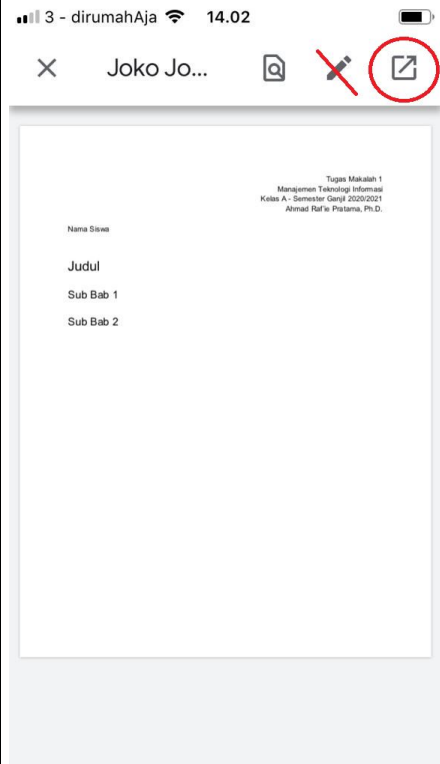 3 - dirumahAja 14.02
Joko Jo...
Tugas Makalah 1
Manajemen Teknologi Informasi
Kelas A - Semester Ganjil 2020/2021
Ahmad Raf'ie Pratama, Ph.D.
Nama Siswa
Judul
Sub Bab 1
Sub Bab 2